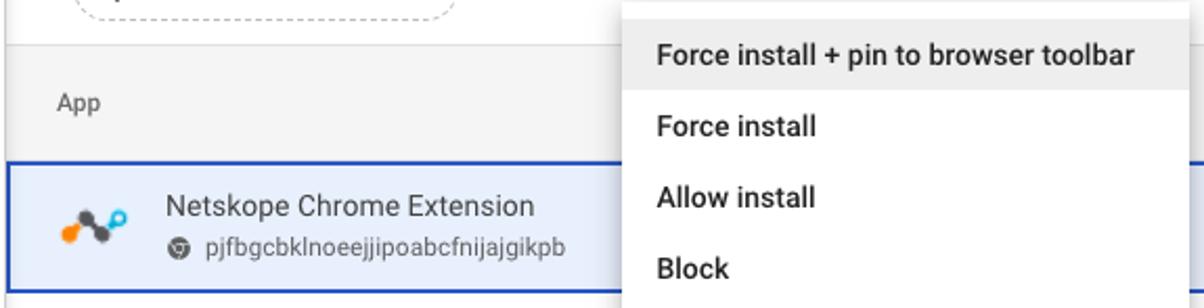 Force install + pin to browser toolbar
App
Force install
Allow install
Netskope Chrome Extension
pjfbgcbklnoeejjipoabcfnijajgikpb
Block